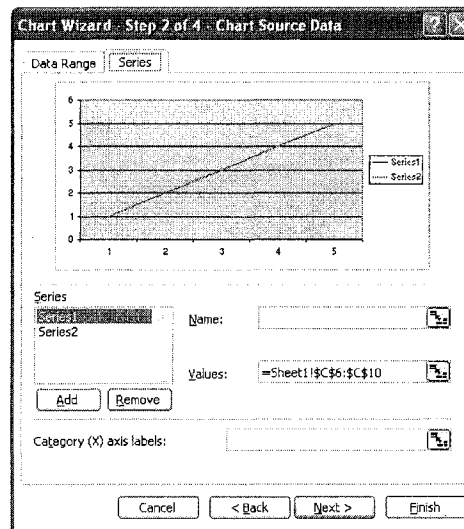 Chart Wizard - Step 2 of 4 - Chart Source Data
Data Range
Series
6
5
4
3
2
1
0
1 2 3 4 5
Series1
Series2
Series
Series1
Series2
Name:
Values:
=Sheet1!$C$6:$C$10
Add
Remove
Category (X) axis labels:
Cancel
< Back
Next >
Finish